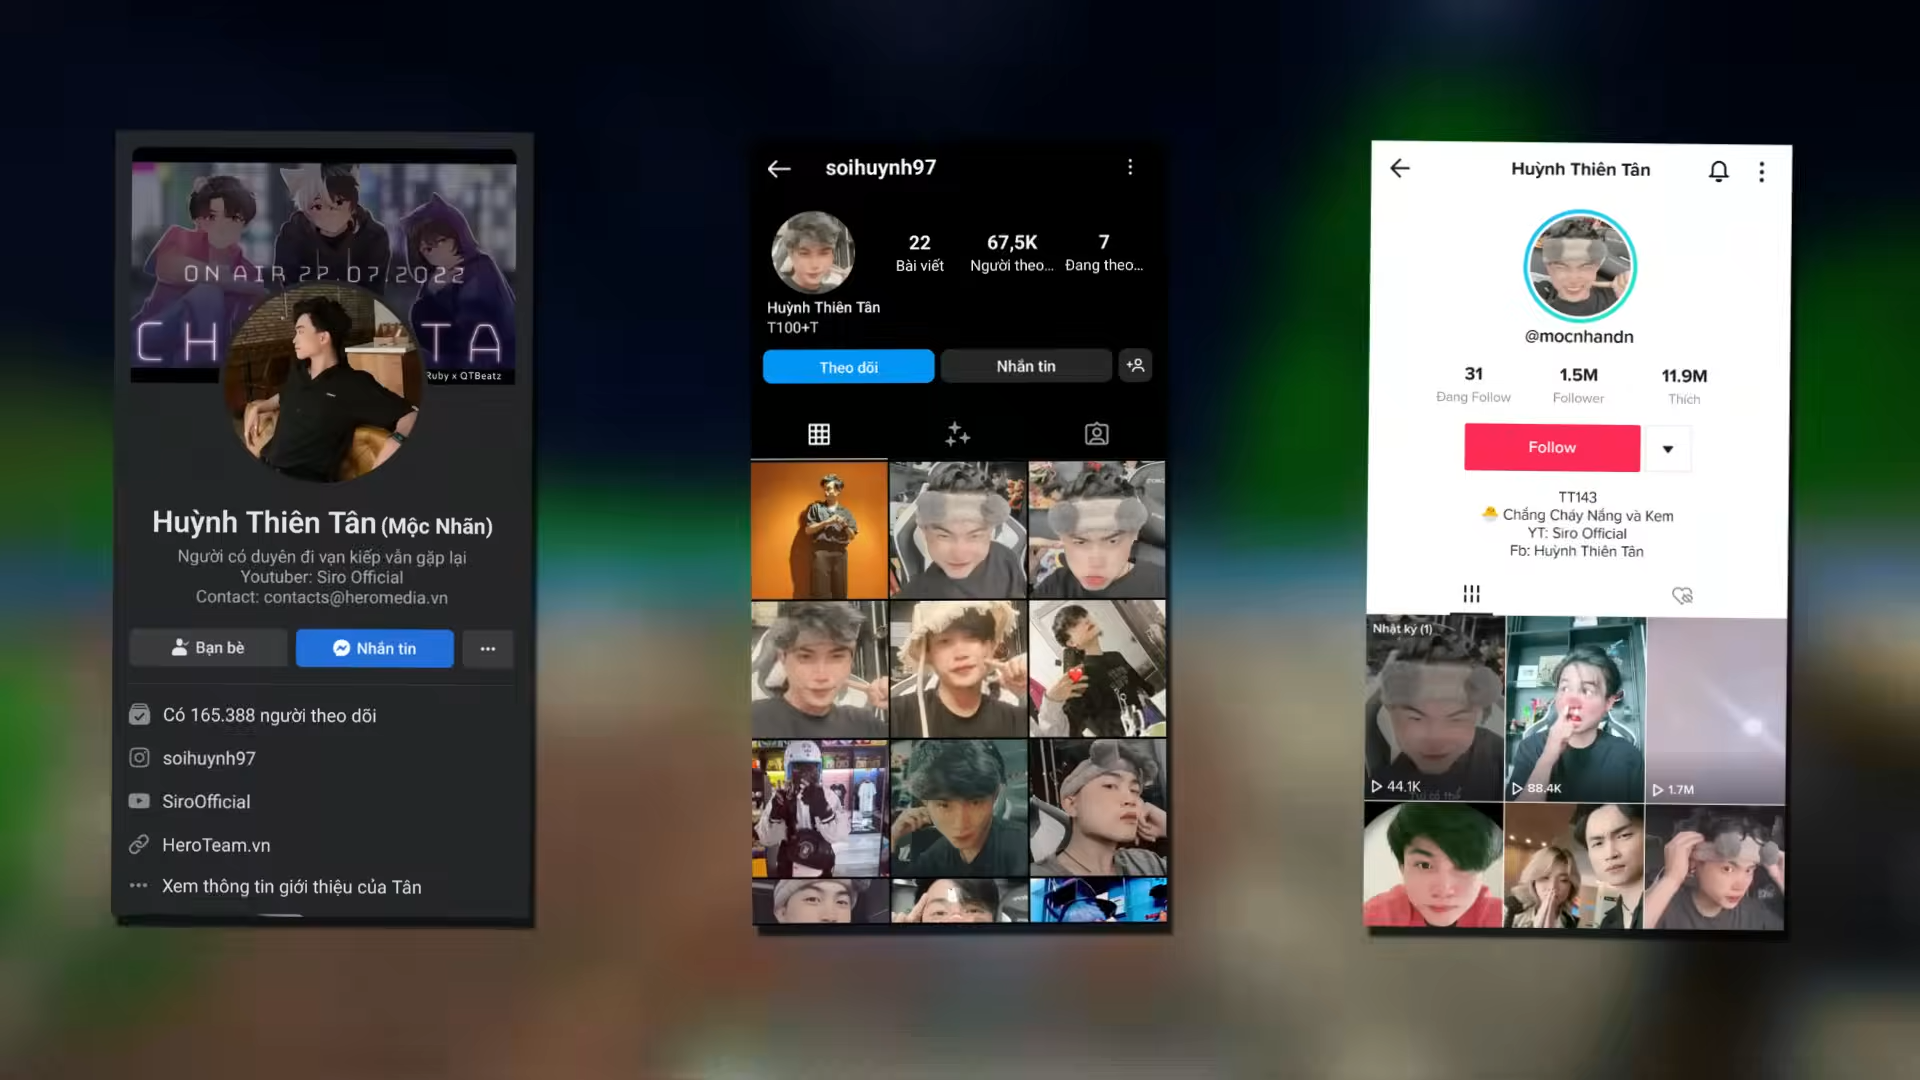 ON AIR 22.07.2022
CH
TA
Ruby x QTBeatz
Huỳnh Thiên Tân (Mộc Nhãn)
Người có duyên đi vạn kiếp vẫn gặp lại
Youtuber: Siro Official
Contact: contacts@heromedia.vn
Bạn bè
Nhắn tin
Có 165.388 người theo dõi
soihuynh97
SiroOfficial
HeroTeam.vn
Xem thông tin giới thiệu của Tân
soihuynh97
22
67,5K
7
Bài viết
Người theo...
Đang theo...
Huỳnh Thiên Tân
T100+T
Theo dõi
Nhắn tin
Huỳnh Thiên Tân
@mocnhandn
31
1.5M
11.9M
Đang Follow
Follower
Thích
Follow
TT143
🐣 Chắng Cháy Nắng và Kem
YT: Siro Official
Fb: Huỳnh Thiên Tân
Nhật ký (1)
44.1K
88.4K
1.7M